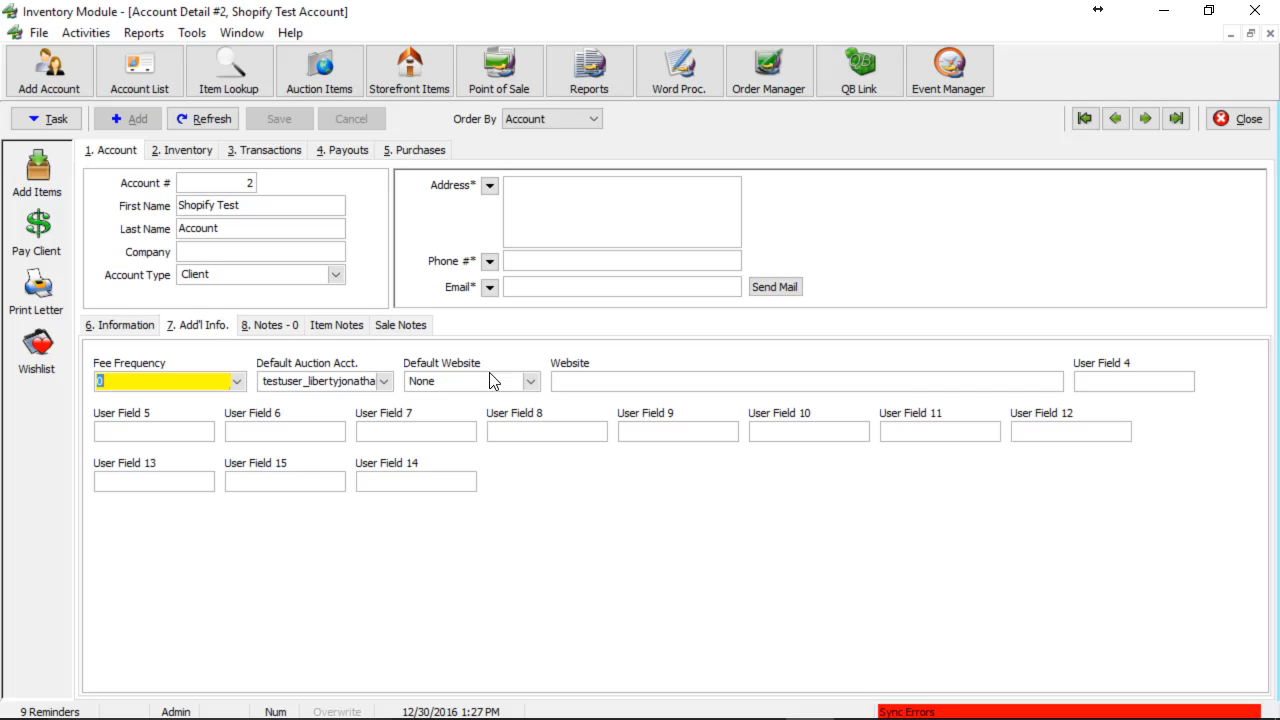 Inventory Module - [Account Detail #2, Shopify Test Account]
File Activities Reports Tools Window Help
Add Account Account List Item Lookup Auction Items Storefront Items Point of Sale Reports Word Proc. Order Manager QB Link Event Manager
Task Add Refresh Save Cancel Order By Account Close
1. Account 2. Inventory 3. Transactions 4. Payouts 5. Purchases
Add Items
Pay Client
Print Letter
Wishlist
Account # 2
First Name Shopify Test
Last Name Account
Company
Account Type Client
Address*
Phone #*
Email* Send Mail
6. Information 7. Add'l Info. 8. Notes - 0 Item Notes Sale Notes
Fee Frequency Default Auction Acct. Default Website Website User Field 4
0 testuser_libertyjonatha None
User Field 5 User Field 6 User Field 7 User Field 8 User Field 9 User Field 10 User Field 11 User Field 12
User Field 13 User Field 15 User Field 14
9 Reminders Admin Num Overwrite 12/30/2016 1:27 PM Sync Errors